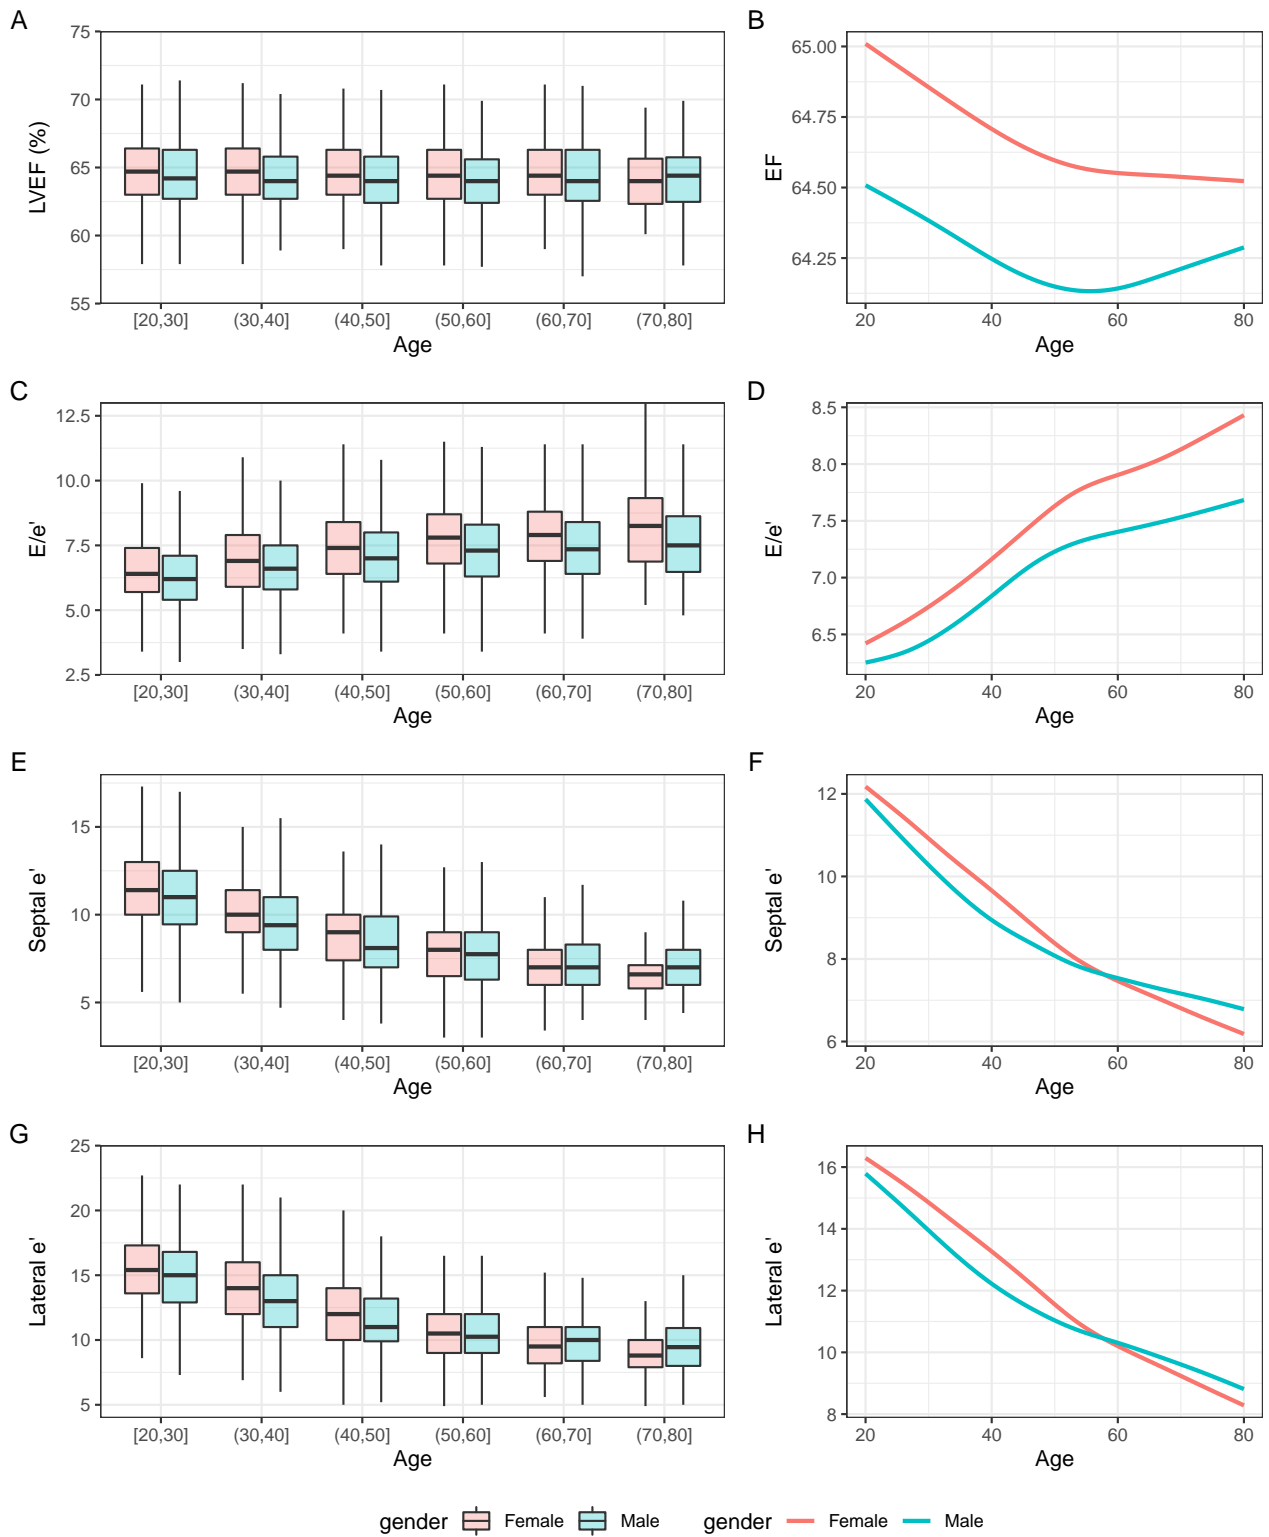 A
B
75
70
65
60
55
LVEF (%)
[20,30] (30,40] (40,50] (50,60] (60,70] (70,80]
Age
65.00
64.75
64.50
64.25
EF
20 40 60 80
Age
C
D
12.5
10.0
7.5
5.0
2.5
E/e'
[20,30] (30,40] (40,50] (50,60] (60,70] (70,80]
Age
8.5
8.0
7.5
7.0
6.5
E/e'
20 40 60 80
Age
E
F
15
10
5
Septal e'
[20,30] (30,40] (40,50] (50,60] (60,70] (70,80]
Age
12
10
8
6
Septal e'
20 40 60 80
Age
G
H
25
20
15
10
5
Lateral e'
[20,30] (30,40] (40,50] (50,60] (60,70] (70,80]
Age
16
14
12
10
8
Lateral e'
20 40 60 80
Age
gender Female Male gender Female Male